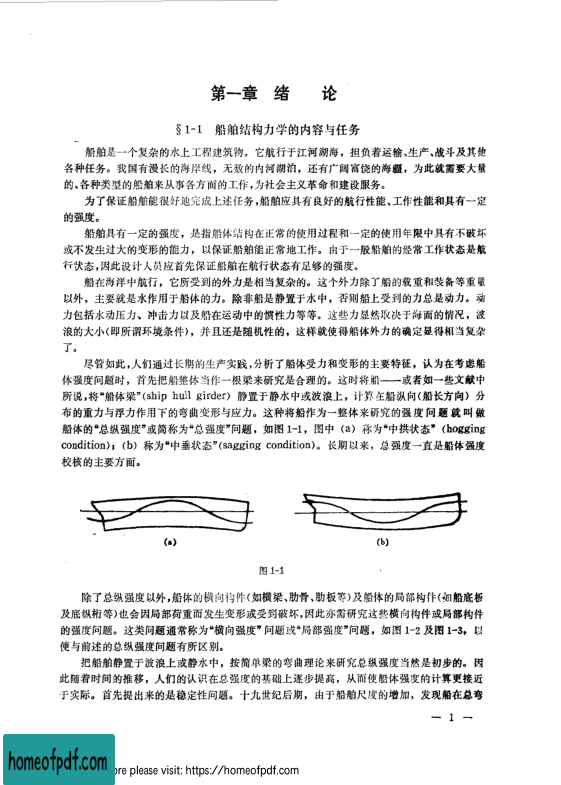 第一章 绪 论
§1-1 船舶结构力学的内容与任务
船舶是一个复杂的水上工程建筑物。它航行于江河湖海，担负着运输、生产、战斗及其他
各种任务。我国有漫长的海岸线，无数的内河湖泊，还有广阔富饶的海疆，为此就需要大量
的、各种类型的船舶来从事各方面的工作，为社会主义革命和建设服务。
为了保证船舶能很好地完成上述任务，船舶应具有良好的航行性能、工作性能和具有一定
的强度。
船舶具有一定的强度，是指船体结构在正常的使用过程和一定的使用年限中具有不破坏
或不发生过大的变形的能力，以保证船舶能正常地工作。由于一般船舶的经常工作状态是航
行状态，因此设计人员应首先保证船舶在航行状态有足够的强度。
船在海洋中航行，它所受到的外力是相当复杂的。这个外力除了船的载重和装备等重量
以外，主要就是水作用于船体的力。除非船是静置于水中，否则船上受到的力总是动力。动
力包括水动压力、冲击力以及船在运动中的惯性力等等。这些力显然取决于海面的情况，波
浪的大小(即所谓环境条件)，并且还是随机性的，这样就使得船体外力的确定显得相当复杂
了。
尽管如此，人们通过长期的生产实践，分析了船体受力和变形的主要特征，认为在考虑船
体强度问题时，首先把船整体当作一根梁来研究是合理的。这时将船——或者如一些文献中
所说，将“船体梁”(ship hull girder) 静置于静水中或波浪上，计算在船纵向(船长方向) 分
布的重力与浮力作用下的弯曲变形与应力。这种将船作为一整体来研究的强度问题就叫做
船体的“总纵强度”或简称为“总强度”问题，如图1-1，图中 (a) 称为“中拱状态” (hogging
condition)；(b) 称为“中垂状态”(sagging condition)。长期以来，总强度一直是船体强度
校核的主要方面。
(a) (b)
图 1-1
除了总纵强度以外，船体的横向构件(如横梁、肋骨、肋板等)及船体的局部构件(如船底板
及底纵桁等)也会因局部荷重而发生变形或受到破坏，因此亦需研究这些横向构件或局部构件
的强度问题。这类问题通常称为“横向强度”问题或“局部强度”问题，如图 1-2 及图 1-3，以
便与前述的总纵强度问题有所区别。
把船舶静置于波浪上或静水中，按简单梁的弯曲理论来研究总纵强度当然是初步的。因
此随着时间的推移，人们的认识在总强度的基础上逐步提高，从而使船体强度的计算更接近
于实际。首先提出来的是稳定性问题。十九世纪后期，由于船舶尺度的增加，发现船在总弯
— 1 —
homeofpdf.com
ore please visit: https://homeofpdf.com